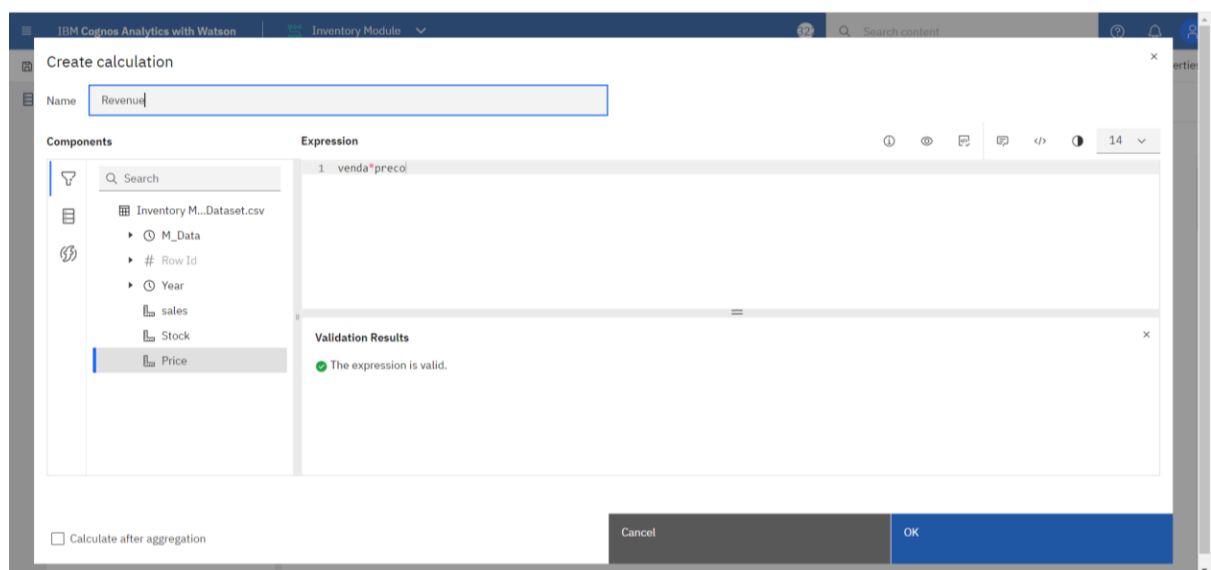 IBM Cognos Analytics with Watson
Inventory Module
32
Search content
Create calculation
erties
Name
Revenue
Components
Expression
14
Search
1 venda*preco
Inventory M...Dataset.csv
M_Data
# Row Id
Year
sales
Stock
Validation Results
Price
The expression is valid.
Calculate after aggregation
Cancel
OK